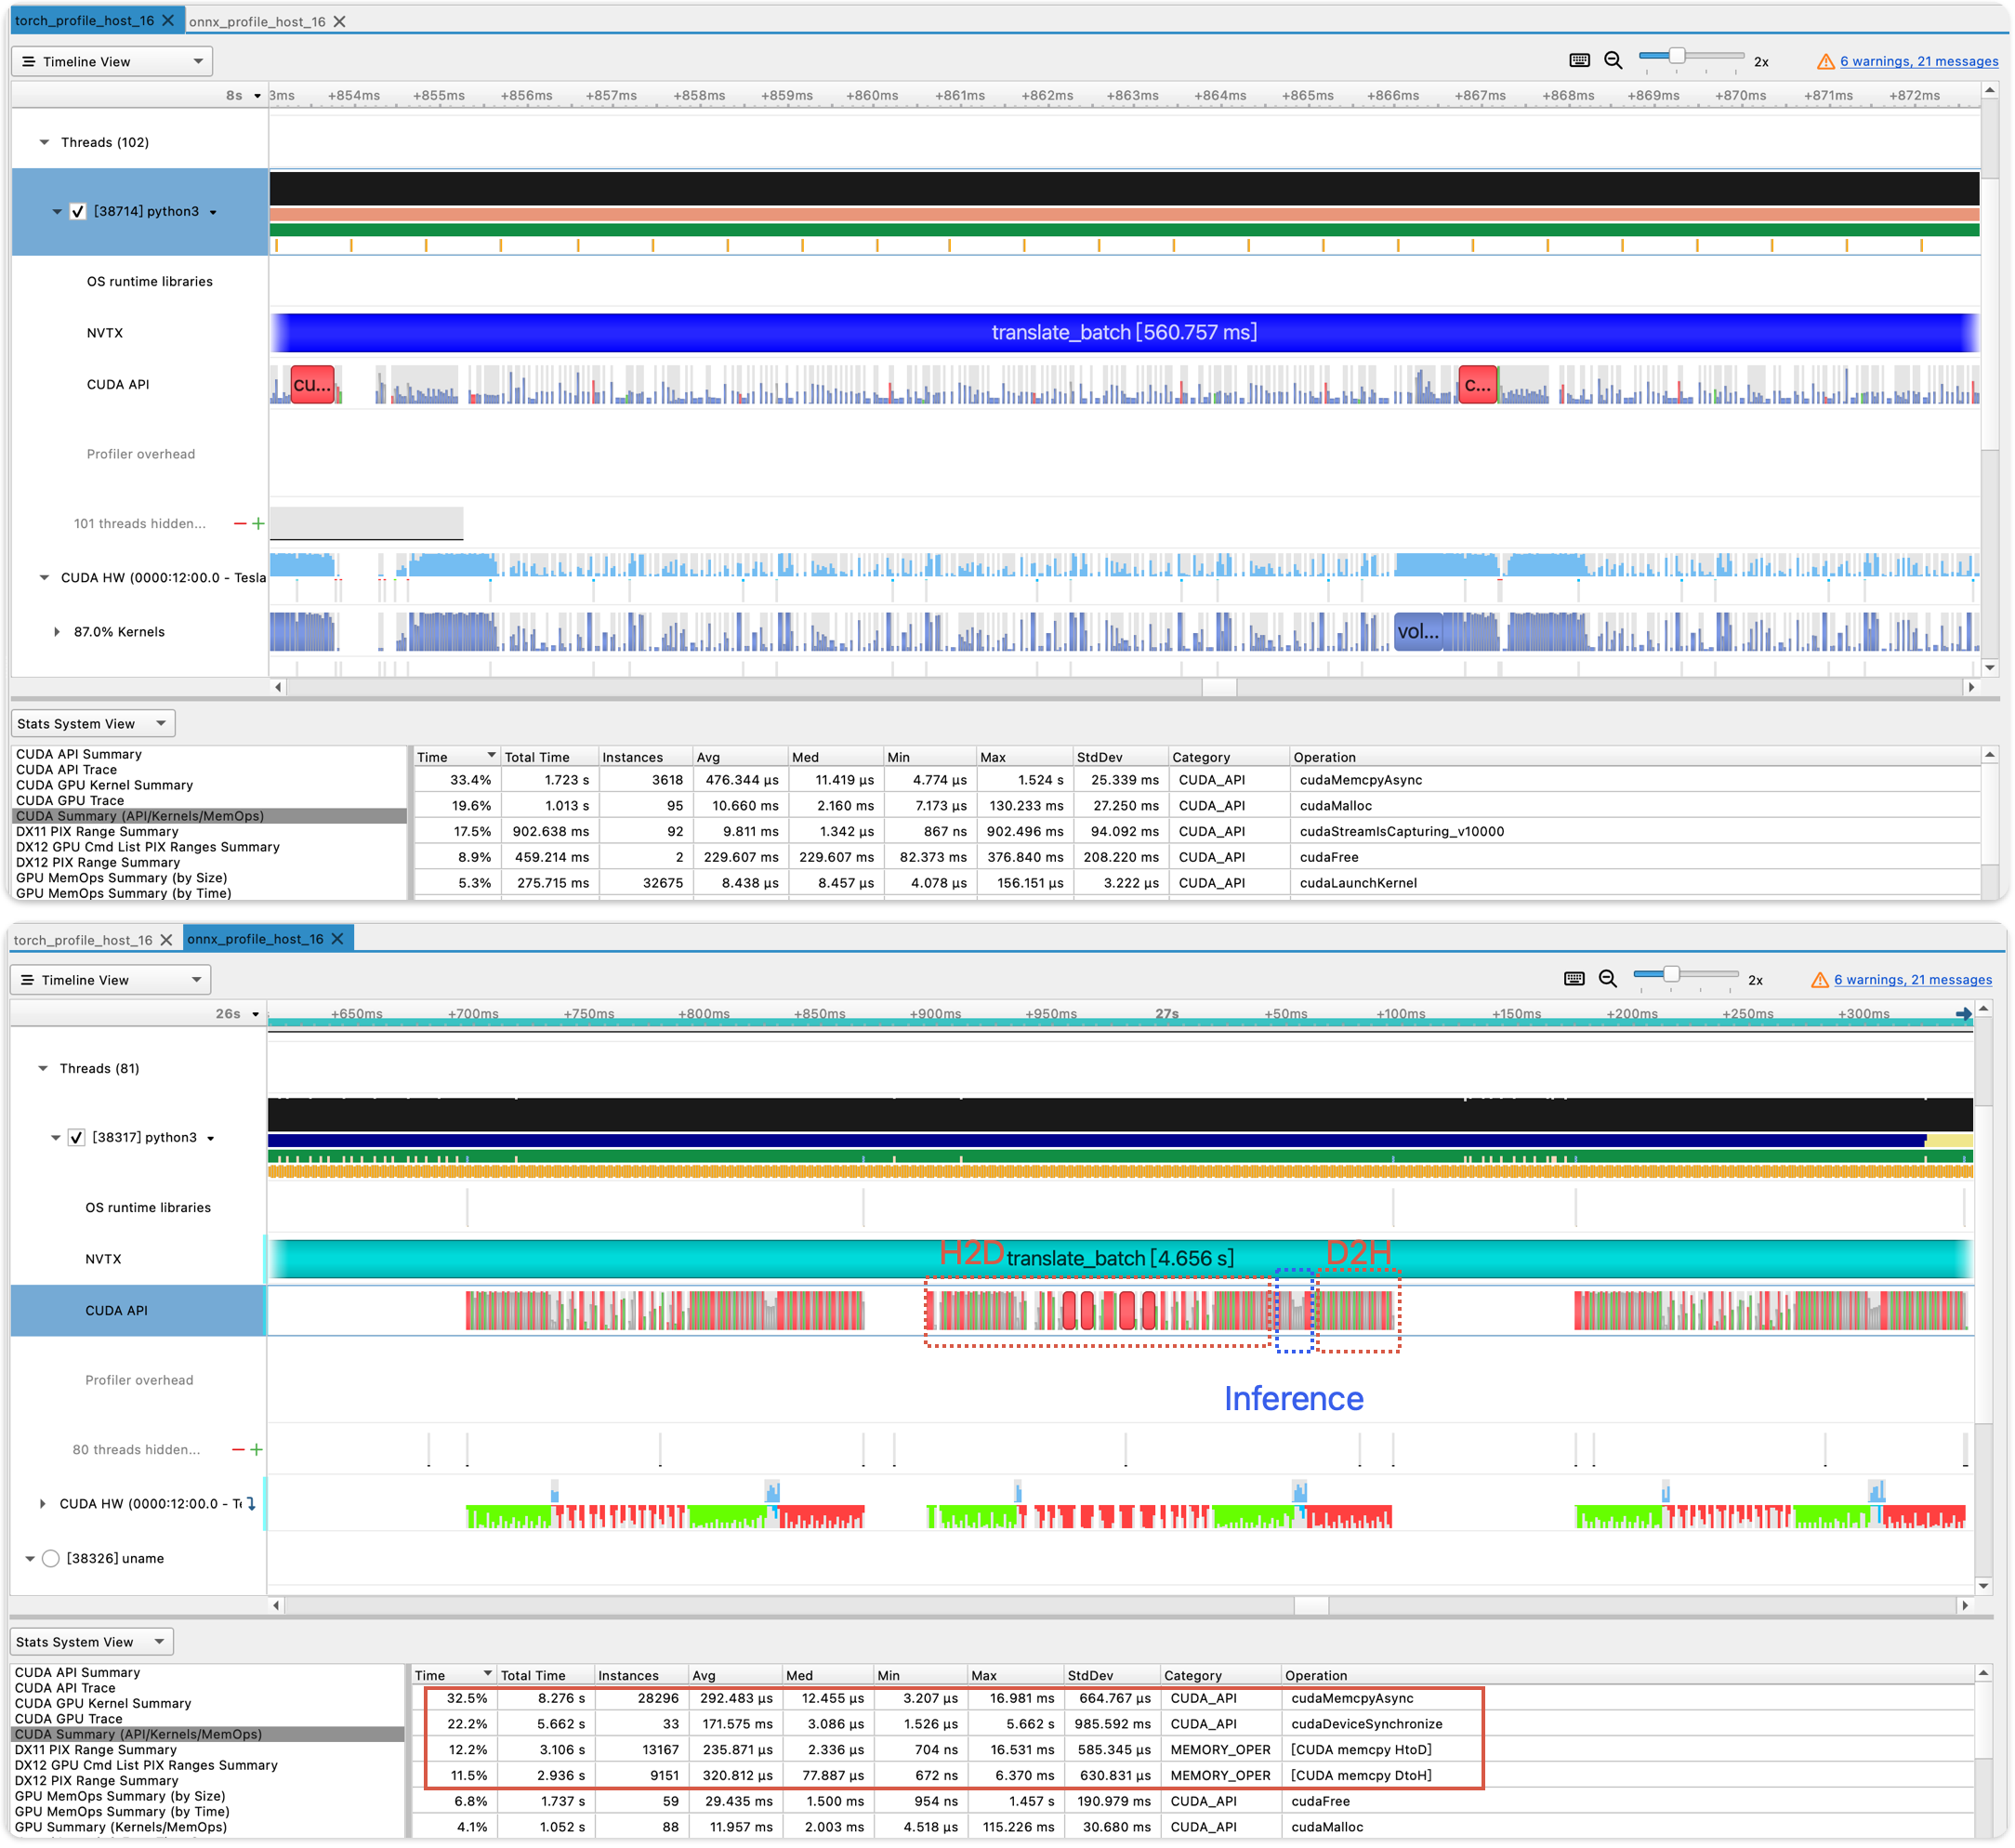 torch_profile_host_16 onnx_profile_host_16
Timeline View 2x 6 warnings, 21 messages
8s 3ms +854ms +855ms +856ms +857ms +858ms +859ms +860ms +861ms +862ms +863ms +864ms +865ms +866ms +867ms +868ms +869ms +870ms +871ms +872ms
Threads (102)
[38714] python3
OS runtime libraries
NVTX translate_batch [560.757 ms]
CUDA API cu... c...
Profiler overhead
101 threads hidden...
CUDA HW (0000:12:00.0 - Tesla
87.0% Kernels vol...
Stats System View
CUDA API Summary
CUDA API Trace
CUDA GPU Kernel Summary
CUDA GPU Trace
CUDA Summary (API/Kernels/MemOps)
DX11 PIX Range Summary
DX12 GPU Cmd List PIX Ranges Summary
DX12 PIX Range Summary
GPU MemOps Summary (by Size)
GPU MemOps Summary (by Time)
Time Total Time Instances Avg Med Min Max StdDev Category Operation
33.4% 1.723 s 3618 476.344 μs 11.419 μs 4.774 μs 1.524 s 25.339 ms CUDA_API cudaMemcpyAsync
19.6% 1.013 s 95 10.660 ms 2.160 ms 7.173 μs 130.233 ms 27.250 ms CUDA_API cudaMalloc
17.5% 902.638 ms 92 9.811 ms 1.342 μs 867 ns 902.496 ms 94.092 ms CUDA_API cudaStreamIsCapturing_v10000
8.9% 459.214 ms 2 229.607 ms 229.607 ms 82.373 ms 376.840 ms 208.220 ms CUDA_API cudaFree
5.3% 275.715 ms 32675 8.438 μs 8.457 μs 4.078 μs 156.151 μs 3.222 μs CUDA_API cudaLaunchKernel
torch_profile_host_16 onnx_profile_host_16
Timeline View 2x 6 warnings, 21 messages
26s +650ms +700ms +750ms +800ms +850ms +900ms +950ms 27s +50ms +100ms +150ms +200ms +250ms +300ms
Threads (81)
[38317] python3
OS runtime libraries
NVTX H2D translate_batch [4.656 s] D2H
CUDA API
Profiler overhead
Inference
80 threads hidden...
CUDA HW (0000:12:00.0 - Te
[38326] uname
Stats System View
CUDA API Summary
CUDA API Trace
CUDA GPU Kernel Summary
CUDA GPU Trace
CUDA Summary (API/Kernels/MemOps)
DX11 PIX Range Summary
DX12 GPU Cmd List PIX Ranges Summary
DX12 PIX Range Summary
GPU MemOps Summary (by Size)
GPU MemOps Summary (by Time)
GPU Summary (Kernels/MemOps)
Time Total Time Instances Avg Med Min Max StdDev Category Operation
32.5% 8.276 s 28296 292.483 μs 12.455 μs 3.207 μs 16.981 ms 664.767 μs CUDA_API cudaMemcpyAsync
22.2% 5.662 s 33 171.575 ms 3.086 μs 1.526 μs 5.662 s 985.592 ms CUDA_API cudaDeviceSynchronize
12.2% 3.106 s 13167 235.871 μs 2.336 μs 704 ns 16.531 ms 585.345 μs MEMORY_OPER [CUDA memcpy HtoD]
11.5% 2.936 s 9151 320.812 μs 77.887 μs 672 ns 6.370 ms 630.831 μs MEMORY_OPER [CUDA memcpy DtoH]
6.8% 1.737 s 59 29.435 ms 1.500 ms 954 ns 1.457 s 190.979 ms CUDA_API cudaFree
4.1% 1.052 s 88 11.957 ms 2.003 ms 4.518 μs 115.226 ms 30.680 ms CUDA_API cudaMalloc